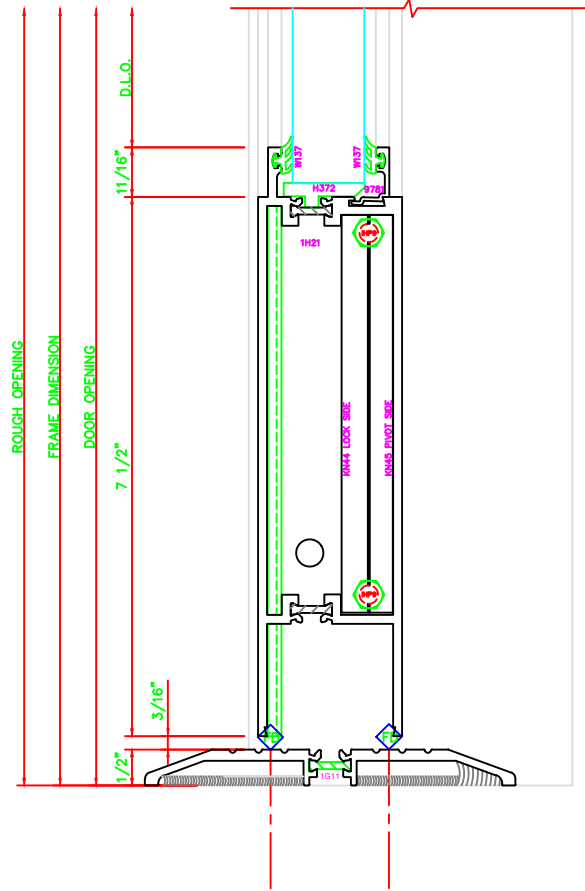 D.L.O.
11/16"
W137
W137
H372
9781
1H21
ROUGH OPENING
FRAME DIMENSION
DOOR OPENING
7 1/2"
KN44 LOCK SIDE
KN45 PIVOT SIDE
3/16"
1/2"
1G11